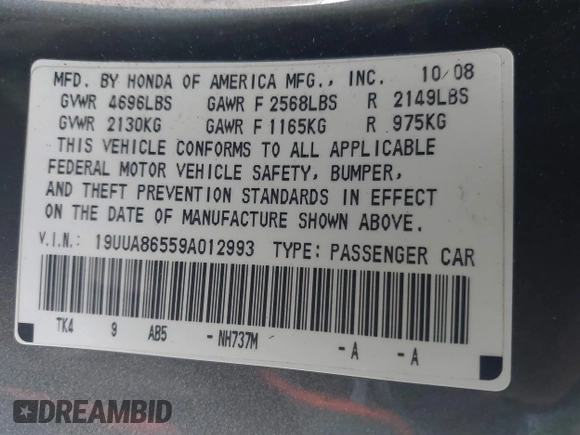 MFD. BY HONDA OF AMERICA MFG., INC. 10/08
GVWR 4696LBS GAWR F 2568LBS R 2149LBS
GVWR 2130KG GAWR F 1165KG R 975KG
THIS VEHICLE CONFORMS TO ALL APPLICABLE
FEDERAL MOTOR VEHICLE SAFETY, BUMPER,
AND THEFT PREVENTION STANDARDS IN EFFECT
ON THE DATE OF MANUFACTURE SHOWN ABOVE.
V.I.N.: 19UUA86559A012993 TYPE: PASSENGER CAR
TK4 9 AB5 -NH737M -A -A
DREAMBID